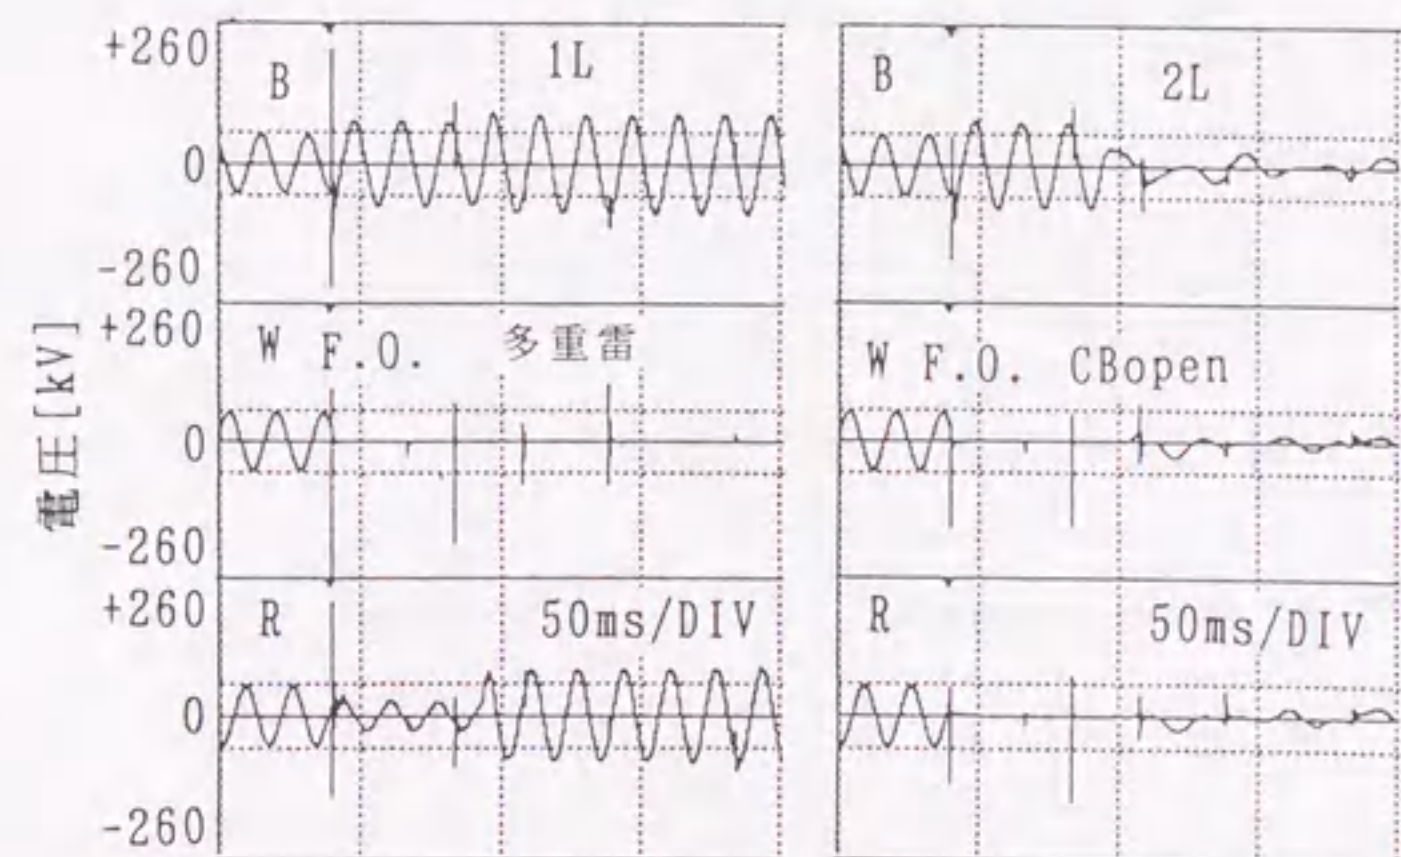 電圧[kV]
+260
0
-260
B
1L
+260
0
-260
W F.O. 多重雷
+260
0
-260
R
50ms/DIV
B
2L
W F.O. CBopen
R
50ms/DIV